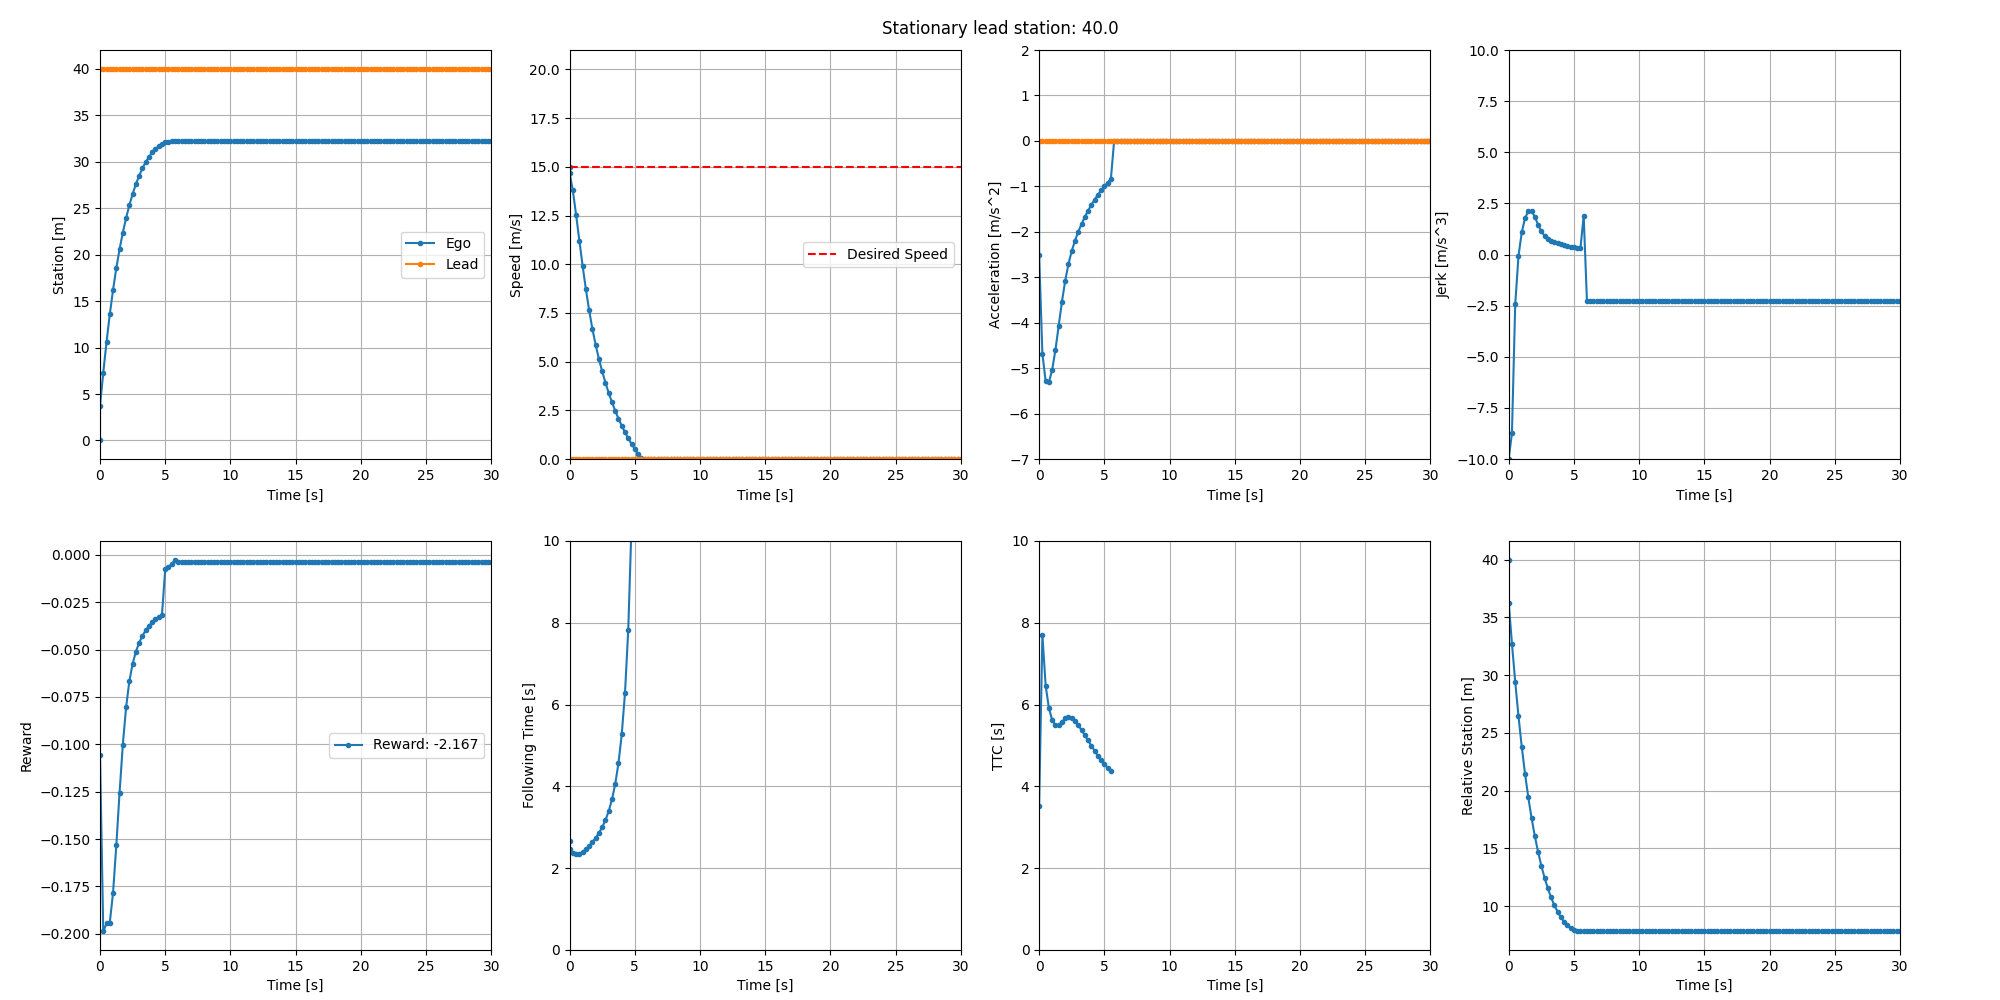 Stationary lead station: 40.0
Station [m]
40
35
30
25
20
15
10
5
0
Ego
Lead
0 5 10 15 20 25 30
Time [s]
Speed [m/s]
20.0
17.5
15.0
12.5
10.0
7.5
5.0
2.5
0.0
Desired Speed
0 5 10 15 20 25 30
Time [s]
Acceleration [m/s^2]
2
1
0
−1
−2
−3
−4
−5
−6
−7
0 5 10 15 20 25 30
Time [s]
Jerk [m/s^3]
10.0
7.5
5.0
2.5
0.0
−2.5
−5.0
−7.5
−10.0
0 5 10 15 20 25 30
Time [s]
Reward
0.000
−0.025
−0.050
−0.075
−0.100
−0.125
−0.150
−0.175
−0.200
Reward: -2.167
0 5 10 15 20 25 30
Time [s]
Following Time [s]
10
8
6
4
2
0
0 5 10 15 20 25 30
Time [s]
TTC [s]
10
8
6
4
2
0
0 5 10 15 20 25 30
Time [s]
Relative Station [m]
40
35
30
25
20
15
10
0 5 10 15 20 25 30
Time [s]